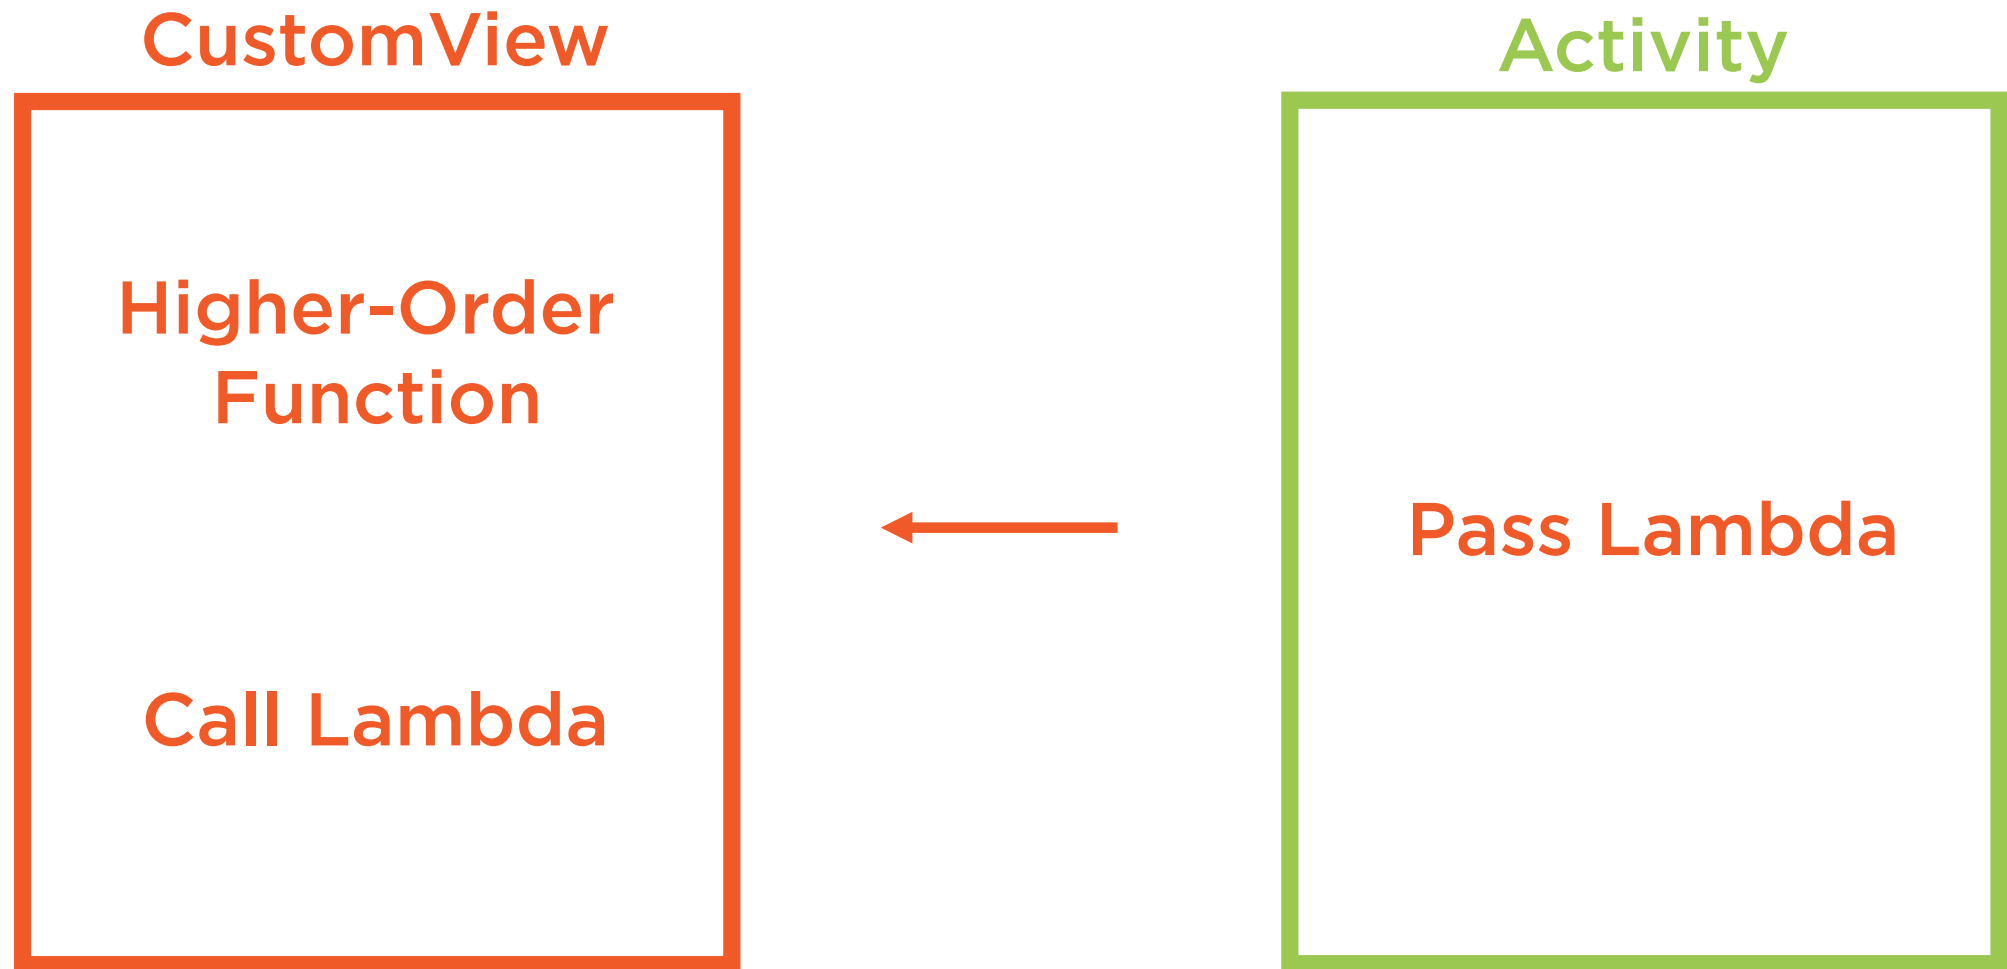 CustomView
Higher-Order
Function
Call Lambda
Activity
Pass Lambda